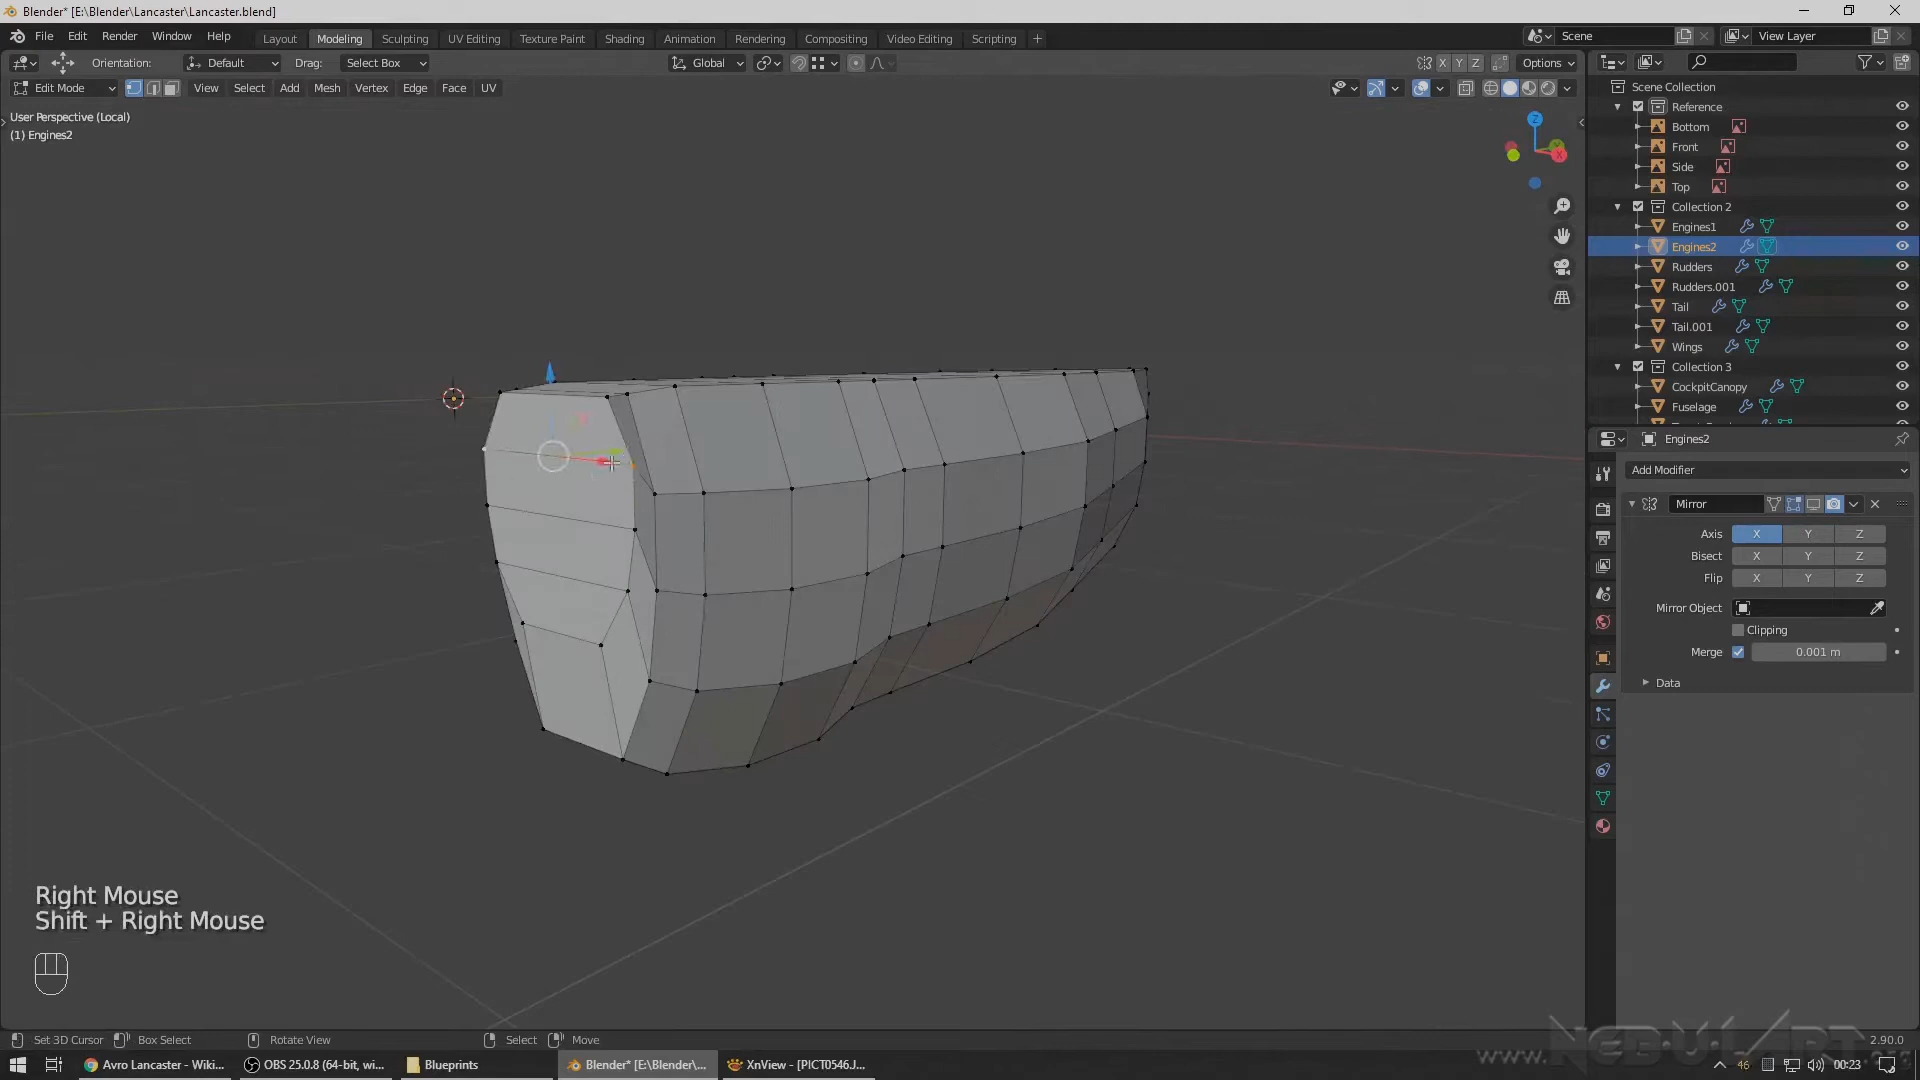 Blender* [E:\Blender\Lancaster\Lancaster.blend]
File Edit Render Window Help
Layout Modeling Sculpting UV Editing Texture Paint Shading Animation Rendering Compositing Video Editing Scripting +
Scene
View Layer
Orientation: Default Drag: Select Box
Global
X Y Z Options
Edit Mode View Select Add Mesh Vertex Edge Face UV
User Perspective (Local)
(1) Engines2
Z
X
Scene Collection
Reference
Bottom
Front
Side
Top
Collection 2
Engines1
Engines2
Rudders
Rudders.001
Tail
Tail.001
Wings
Collection 3
CockpitCanopy
Fuselage
Engines2
Add Modifier
Mirror
Axis X Y Z
Bisect X Y Z
Flip X Y Z
Mirror Object
Clipping
Merge 0.001 m
Data
Right Mouse
Shift + Right Mouse
Set 3D Cursor Box Select Rotate View Select Move
2.90.0
www.NEBULART.org
Avro Lancaster - Wiki...
OBS 25.0.8 (64-bit, wi...
Blueprints
Blender* [E:\Blender\...
XnView - [PICT0546.J...
46
00:23